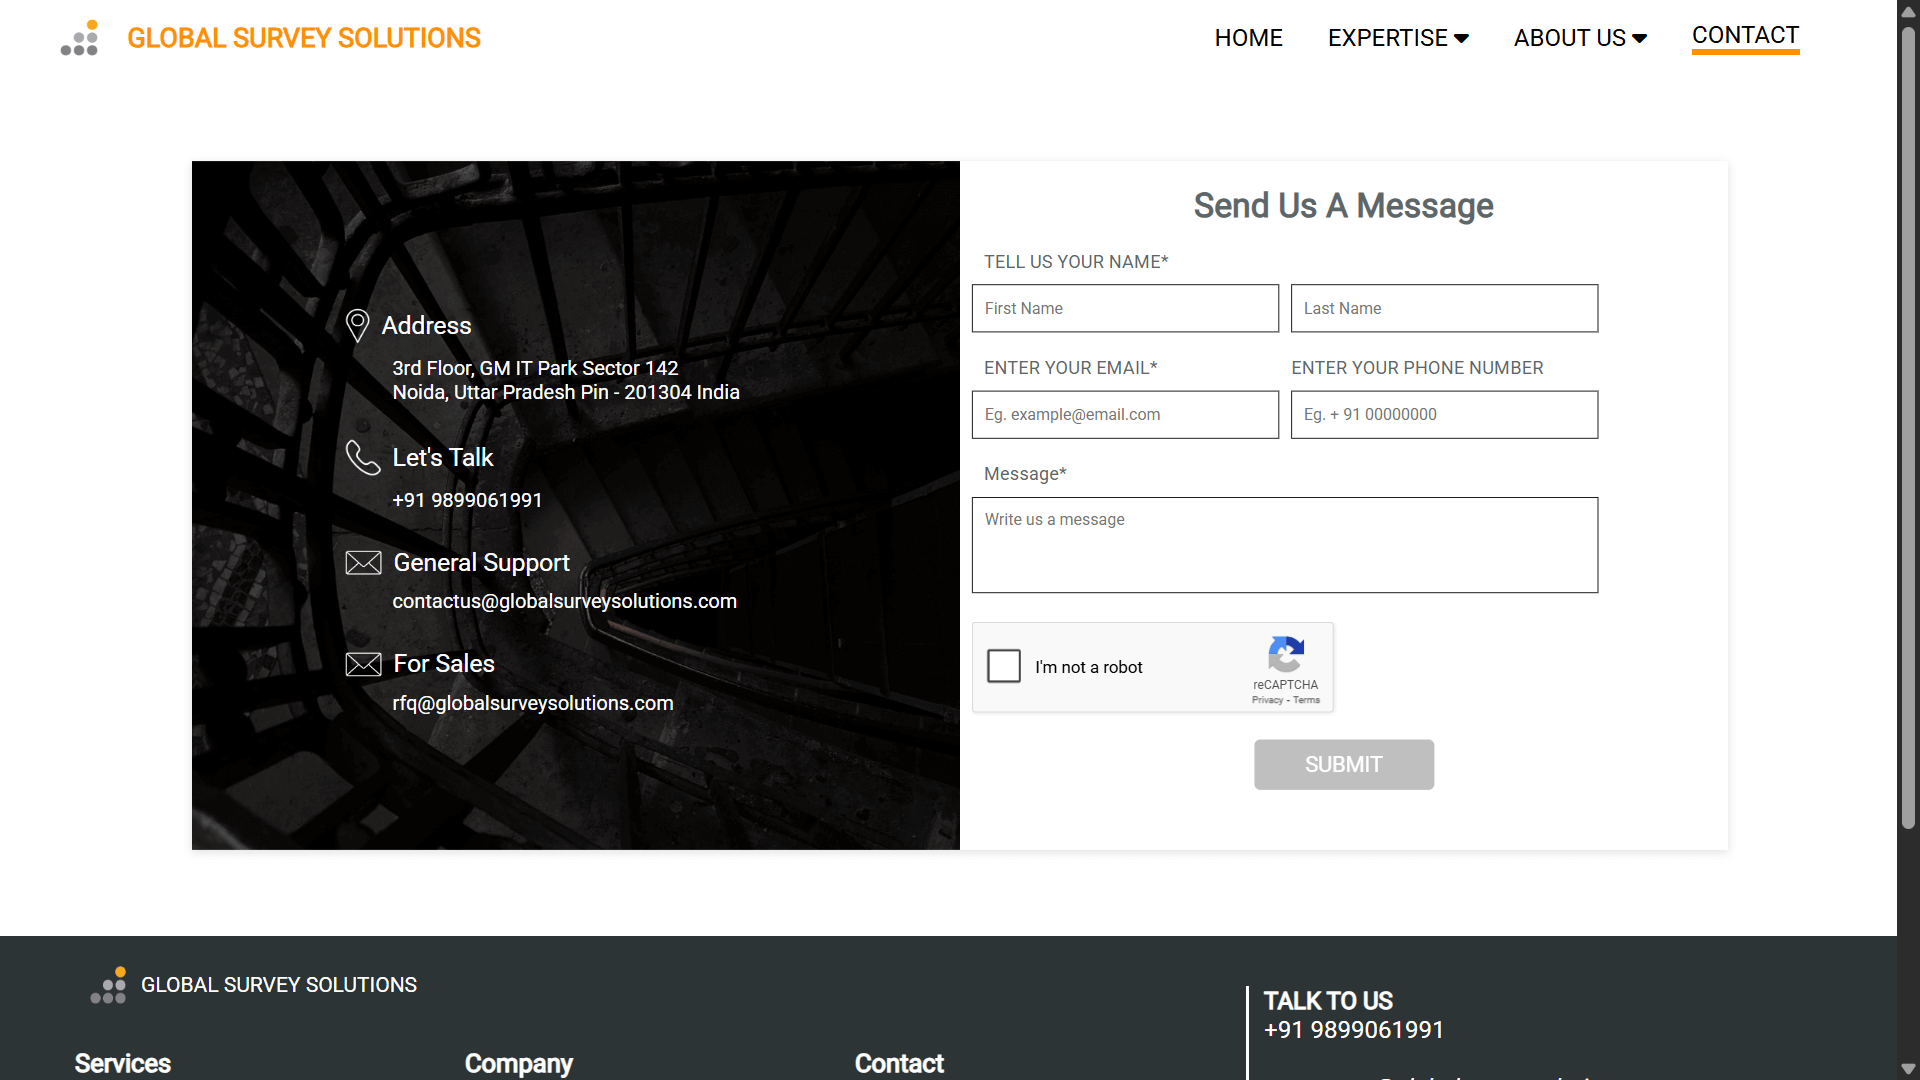 GLOBAL SURVEY SOLUTIONS
HOME
EXPERTISE
ABOUT US
CONTACT
Address
3rd Floor, GM IT Park Sector 142
Noida, Uttar Pradesh Pin - 201304 India
Let's Talk
+91 9899061991
General Support
contactus@globalsurveysolutions.com
For Sales
rfq@globalsurveysolutions.com
Send Us A Message
TELL US YOUR NAME*
First Name
Last Name
ENTER YOUR EMAIL*
ENTER YOUR PHONE NUMBER
Eg. example@email.com
Eg. + 91 00000000
Message*
Write us a message
I'm not a robot
reCAPTCHA
Privacy - Terms
SUBMIT
GLOBAL SURVEY SOLUTIONS
TALK TO US
+91 9899061991
Services
Company
Contact